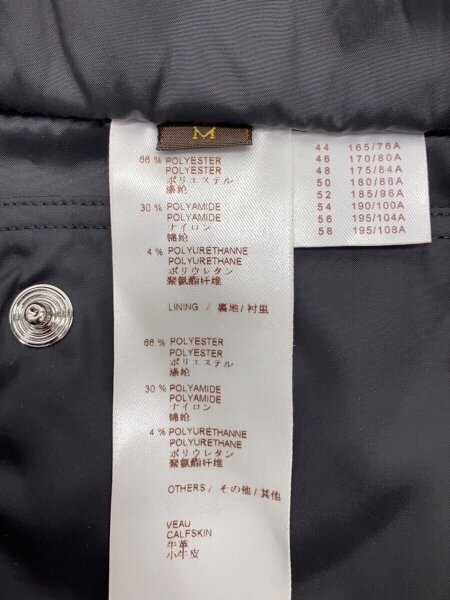 M
66 % POLYESTER
POLYESTER
ポリエステル
涤纶
30 % POLYAMIDE
POLYAMIDE
ナイロン
锦纶
4 % POLYURETHANNE
POLYURETHANE
ポリウレタン
聚氨酯纤维
LINING / 裏地 / 衬里
66 % POLYESTER
POLYESTER
ポリエステル
涤纶
30 % POLYAMIDE
POLYAMIDE
ナイロン
锦纶
4 % POLYURETHANNE
POLYURETHANE
ポリウレタン
聚氨酯纤维
OTHERS / その他 / 其他
VEAU
CALFSKIN
牛革
小牛皮
44 165/76A
46 170/80A
48 175/84A
50 180/88A
52 185/96A
54 190/100A
56 195/104A
58 195/108A